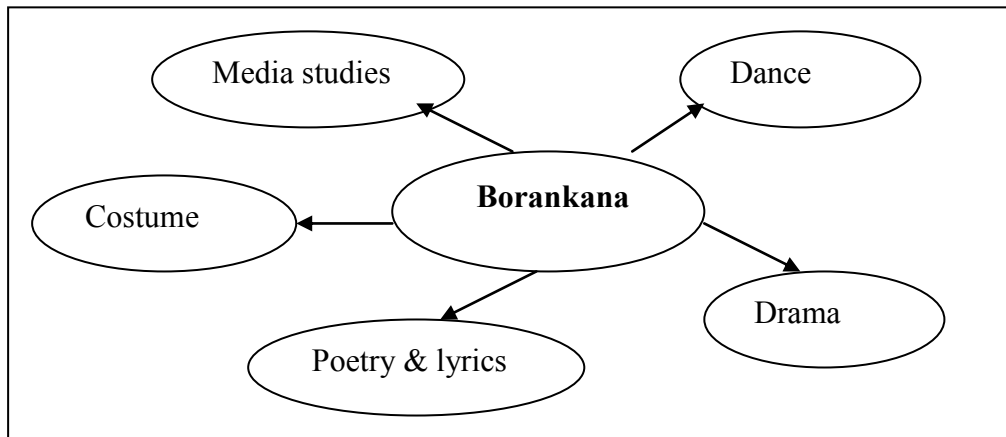 Media studies
Dance
Borankana
Costume
Drama
Poetry & lyrics